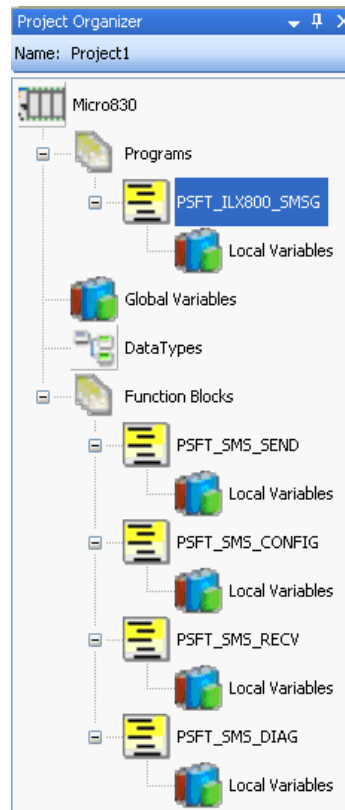 Project Organizer
Name: Project1
Micro830
Programs
PSFT_ILX800_SMSG
Local Variables
Global Variables
DataTypes
Function Blocks
PSFT_SMS_SEND
Local Variables
PSFT_SMS_CONFIG
Local Variables
PSFT_SMS_RECV
Local Variables
PSFT_SMS_DIAG
Local Variables